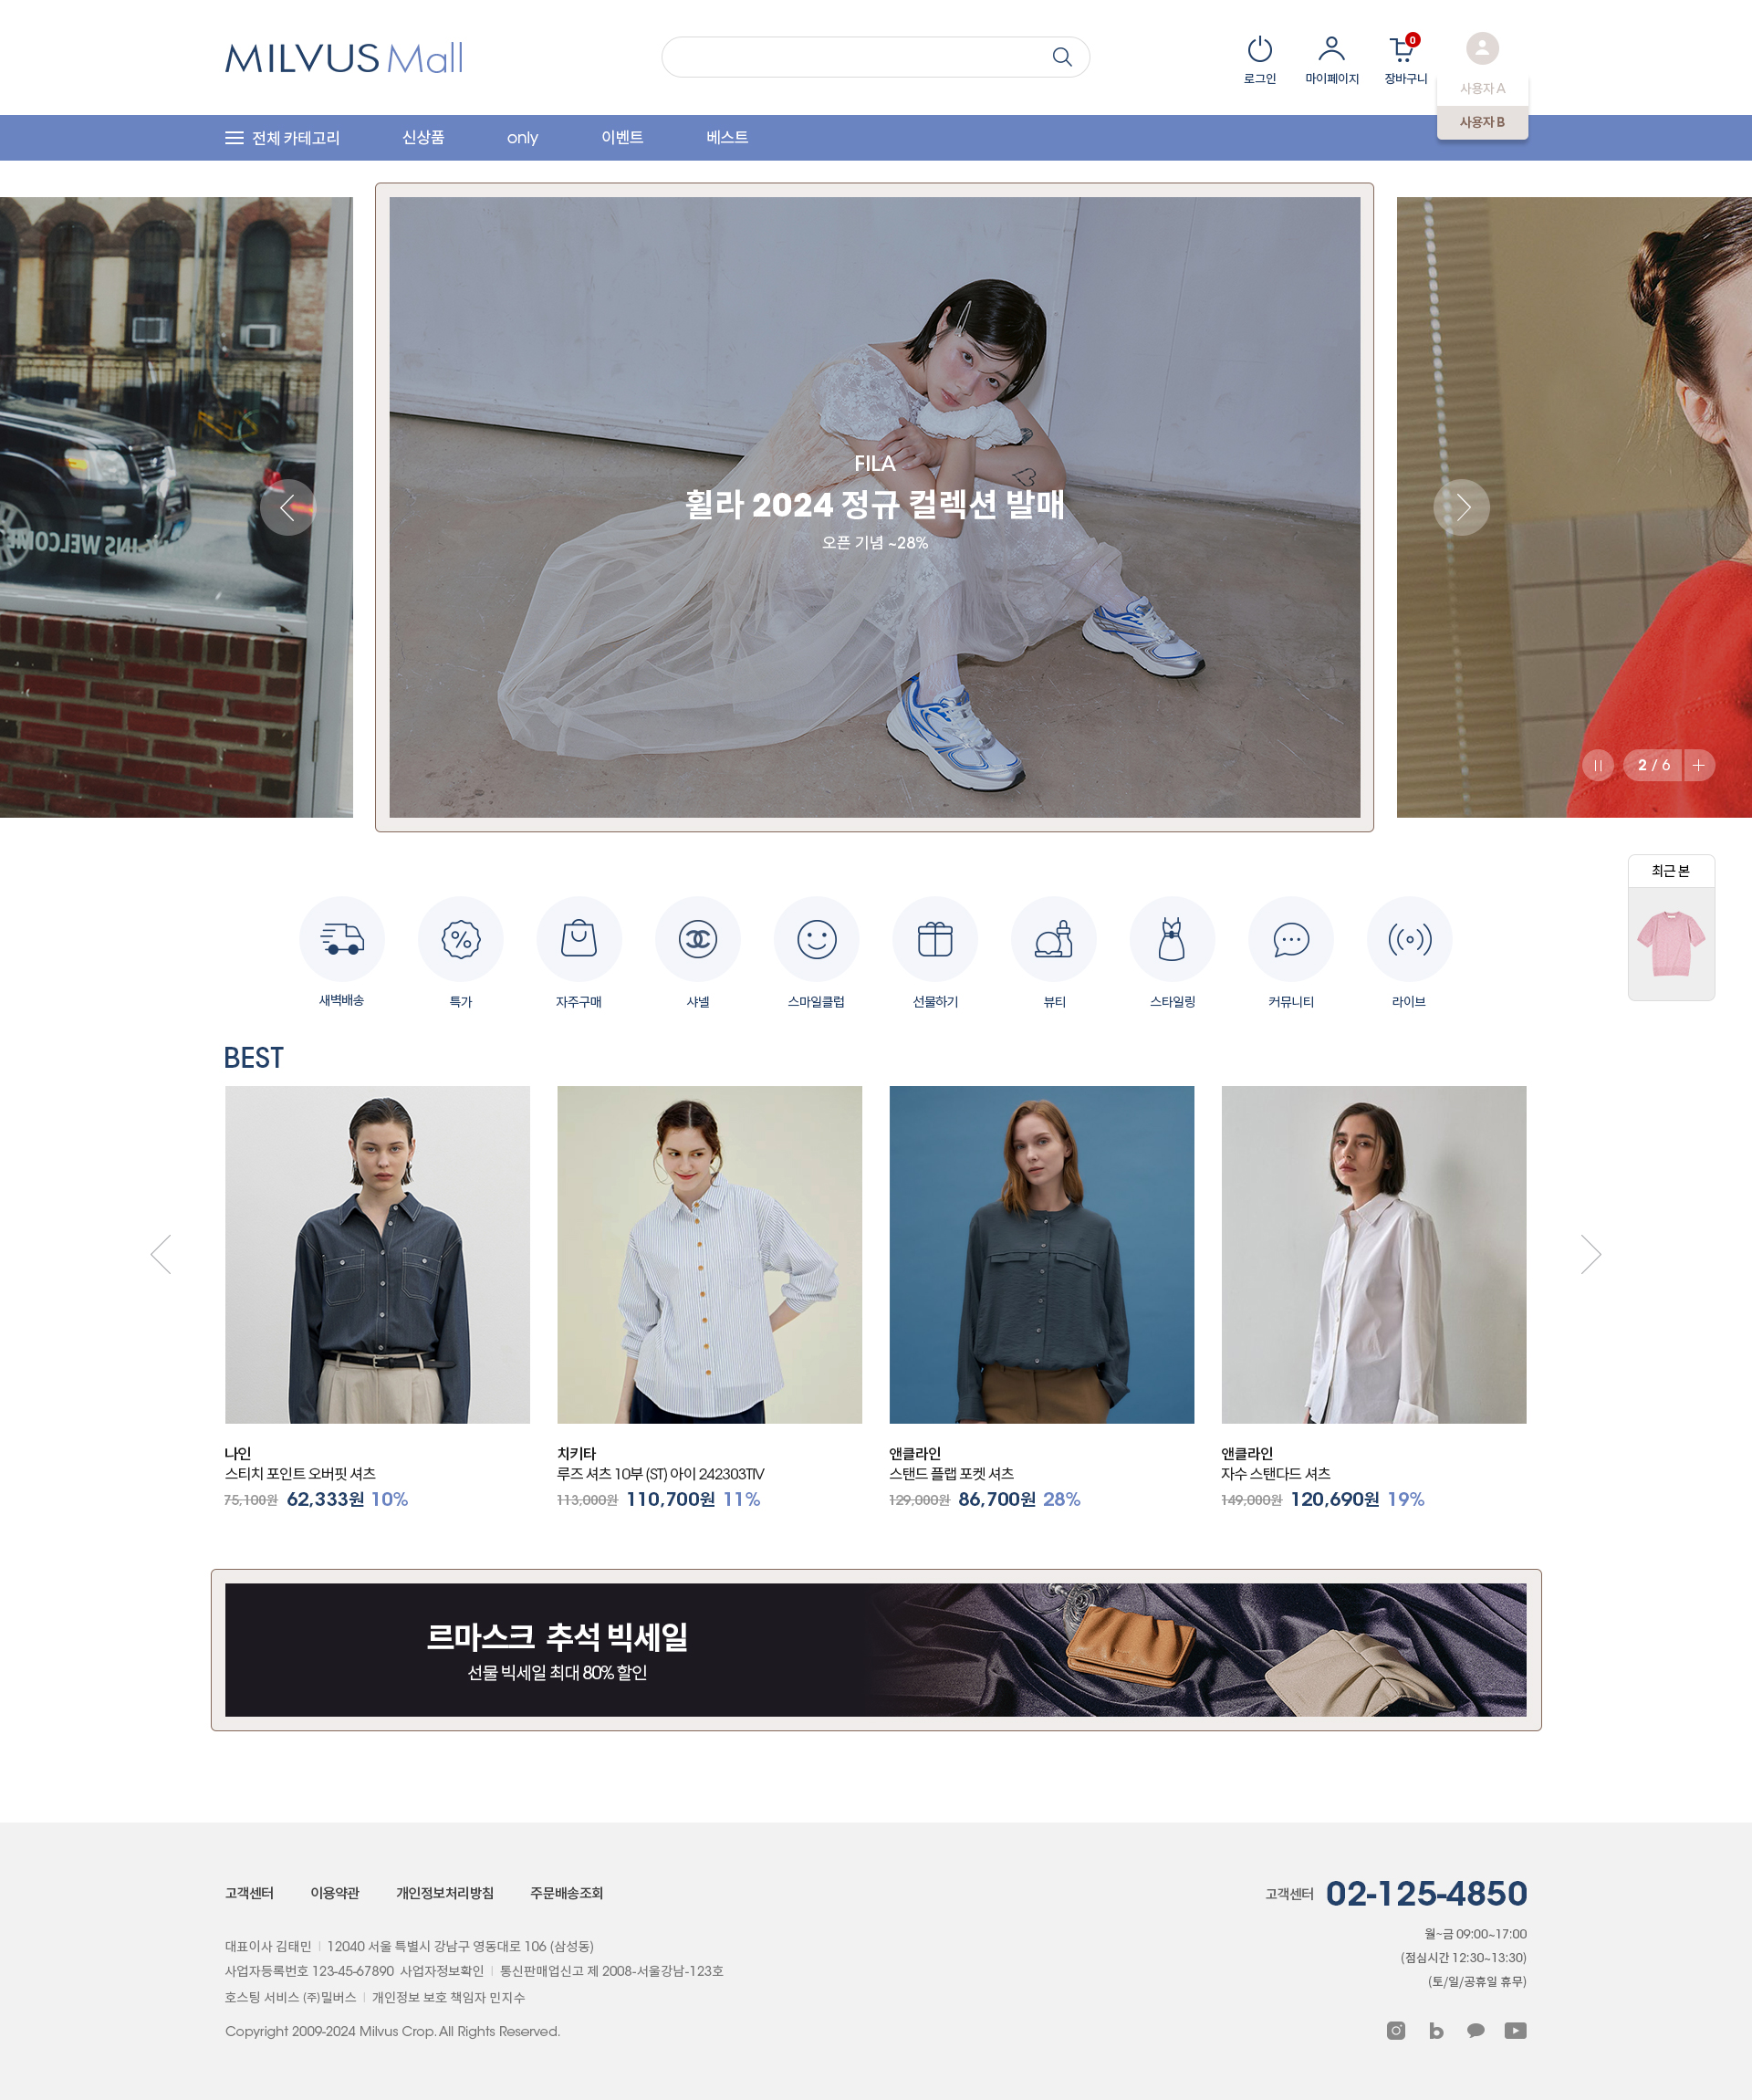 MILVUS Mall
로그인
마이페이지
0
장바구니
사용자 A
사용자 B
전체 카테고리
신상품
only
이벤트
베스트
FILA
휠라 2024 정규 컬렉션 발매
오픈 기념 ~28%
2 / 6
최근 본
새벽배송
특가
자주구매
샤넬
스마일클럽
선물하기
뷰티
스타일링
커뮤니티
라이브
BEST
나인
스티치 포인트 오버핏 셔츠
75,100원 62,333원 10%
치키타
루즈 셔츠 10부 (ST) 아이 242303TIV
113,000원 110,700원 11%
앤클라인
스탠드 플랩 포켓 셔츠
129,000원 86,700원 28%
앤클라인
자수 스탠다드 셔츠
149,000원 120,690원 19%
르마스크 추석 빅세일
선물 빅세일 최대 80% 할인
고객센터
이용약관
개인정보처리방침
주문배송조회
대표이사 김태민 | 12040 서울 특별시 강남구 영동대로 106 (삼성동)
사업자등록번호 123-45-67890 사업자정보확인 | 통신판매업신고 제 2008-서울강남-123호
호스팅 서비스 (주)밀버스 | 개인정보 보호 책임자 민지수
Copyright 2009-2024 Milvus Crop. All Rights Reserved.
고객센터 02-125-4850
월~금 09:00~17:00
(점심시간 12:30~13:30)
(토/일/공휴일 휴무)